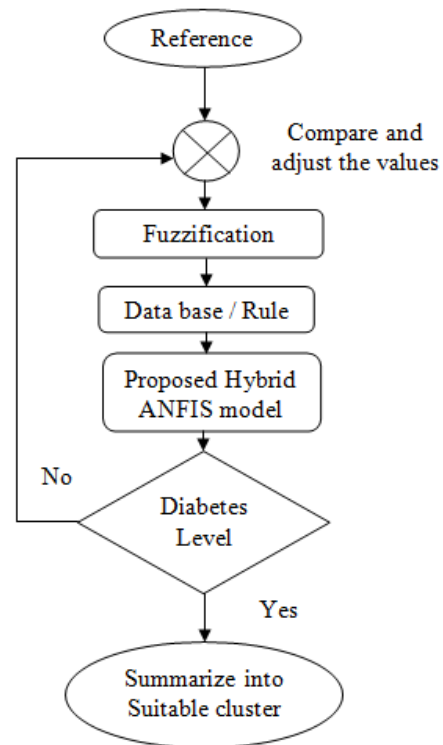 Reference
Compare and
adjust the values
Fuzzification
Data base / Rule
Proposed Hybrid
ANFIS model
No
Diabetes
Level
Yes
Summarize into
Suitable cluster